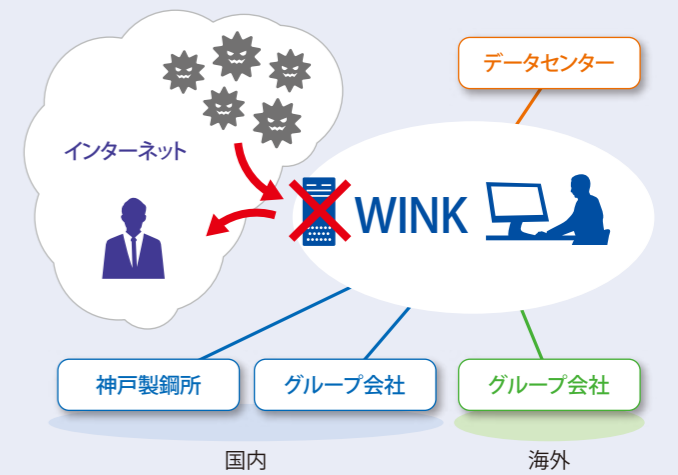 データセンター
インターネット
WINK
神戸製鋼所
グループ会社
グループ会社
国内
海外